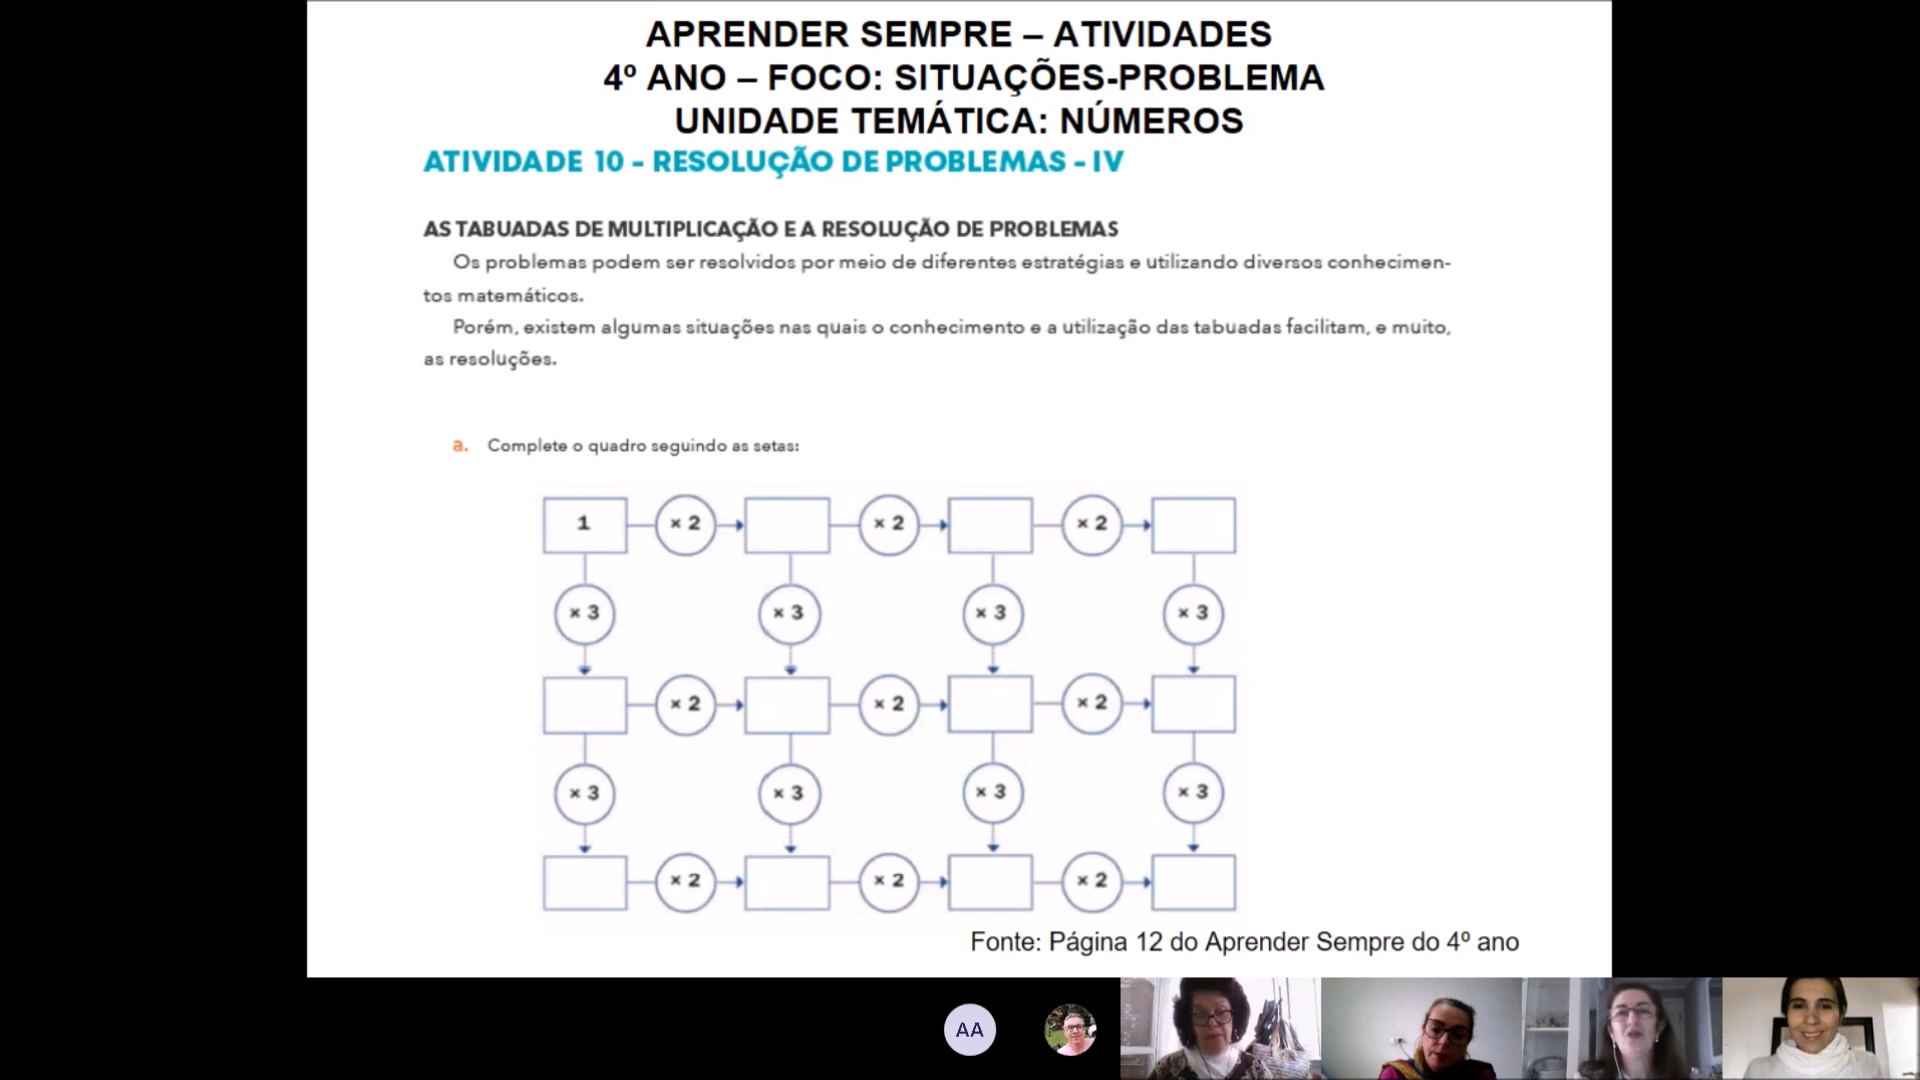 APRENDER SEMPRE – ATIVIDADES
4º ANO – FOCO: SITUAÇÕES-PROBLEMA
UNIDADE TEMÁTICA: NÚMEROS
ATIVIDADE 10 - RESOLUÇÃO DE PROBLEMAS - IV
AS TABUADAS DE MULTIPLICAÇÃO E A RESOLUÇÃO DE PROBLEMAS
Os problemas podem ser resolvidos por meio de diferentes estratégias e utilizando diversos conhecimen-
tos matemáticos.
Porém, existem algumas situações nas quais o conhecimento e a utilização das tabuadas facilitam, e muito,
as resoluções.
a. Complete o quadro seguindo as setas:
1 × 2 × 2 × 2
× 3 × 3 × 3 × 3
× 2 × 2 × 2
× 3 × 3 × 3 × 3
× 2 × 2 × 2
Fonte: Página 12 do Aprender Sempre do 4º ano
AA